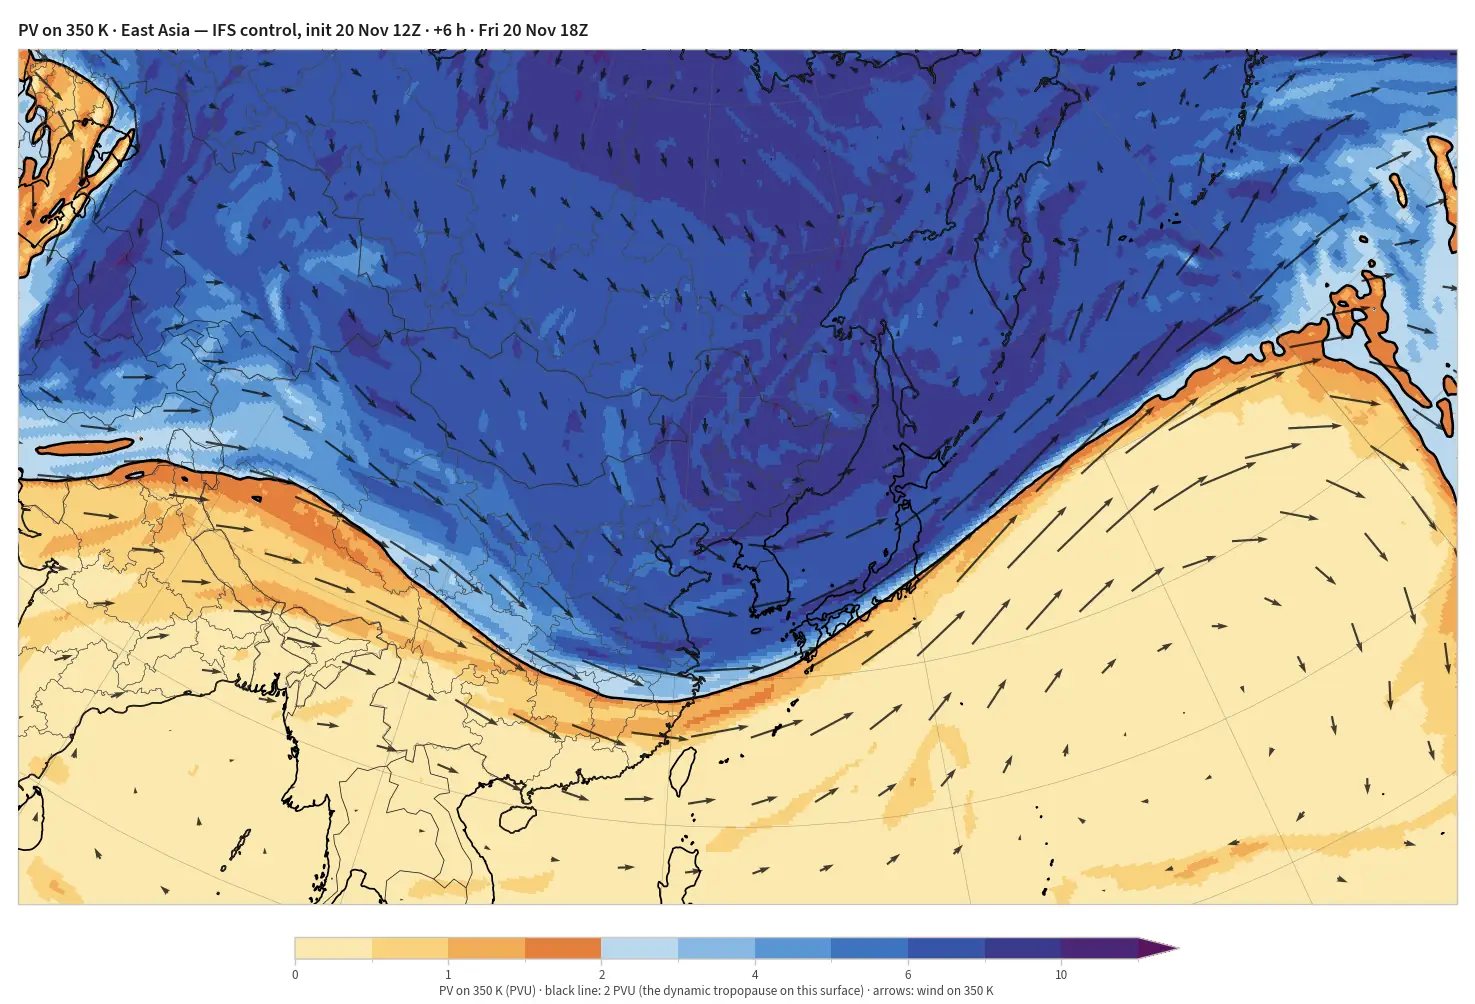 PV on 350 K · East Asia — IFS control, init 20 Nov 12Z · +6 h · Fri 20 Nov 18Z
0 1 2 4 6 10
PV on 350 K (PVU) · black line: 2 PVU (the dynamic tropopause on this surface) · arrows: wind on 350 K